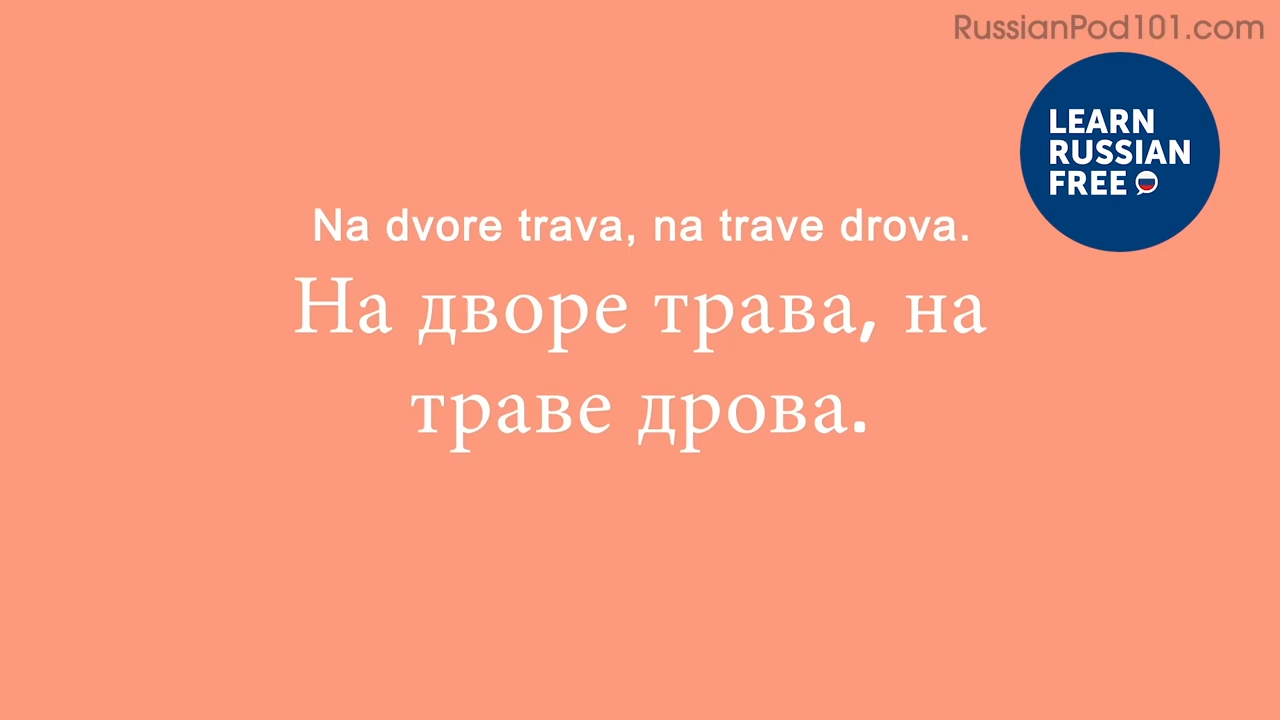 RussianPod101.com
LEARN
RUSSIAN
FREE
Na dvore trava, na trave drova.
На дворе трава, на
траве дрова.